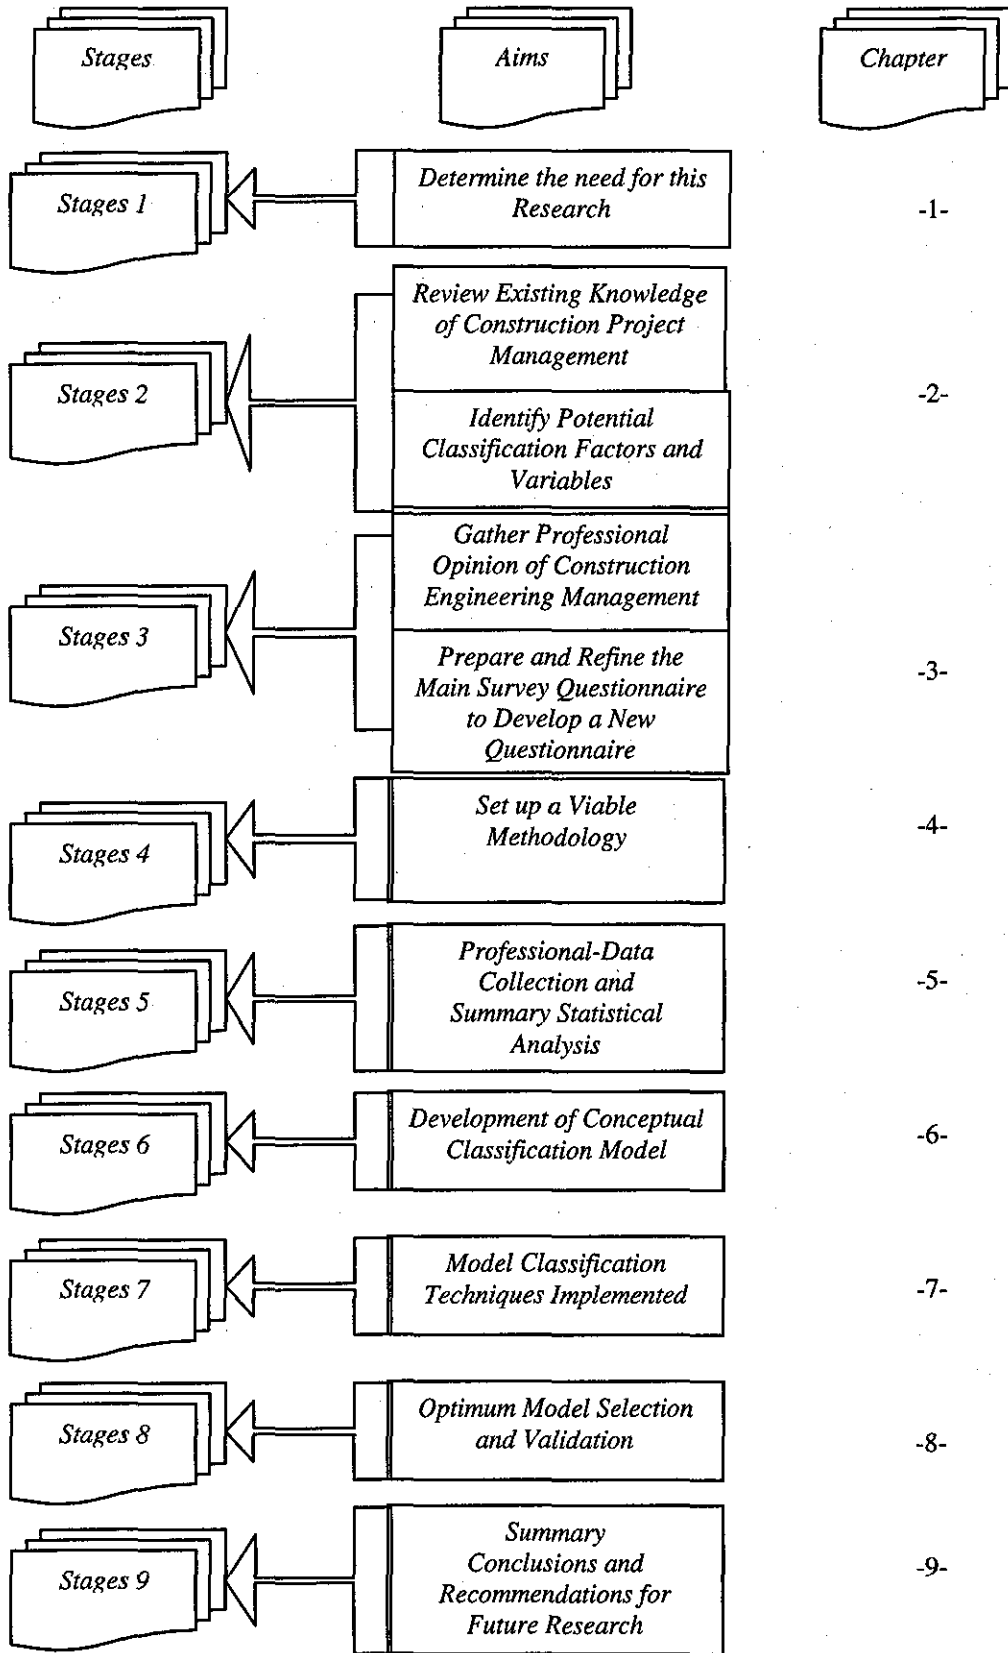 Stages
Aims
Chapter
Stages 1
Determine the need for this
Research
-1-
Stages 2
Review Existing Knowledge
of Construction Project
Management
Identify Potential
Classification Factors and
Variables
-2-
Stages 3
Gather Professional
Opinion of Construction
Engineering Management
Prepare and Refine the
Main Survey Questionnaire
to Develop a New
Questionnaire
-3-
Stages 4
Set up a Viable
Methodology
-4-
Stages 5
Professional-Data
Collection and
Summary Statistical
Analysis
-5-
Stages 6
Development of Conceptual
Classification Model
-6-
Stages 7
Model Classification
Techniques Implemented
-7-
Stages 8
Optimum Model Selection
and Validation
-8-
Stages 9
Summary
Conclusions and
Recommendations for
Future Research
-9-